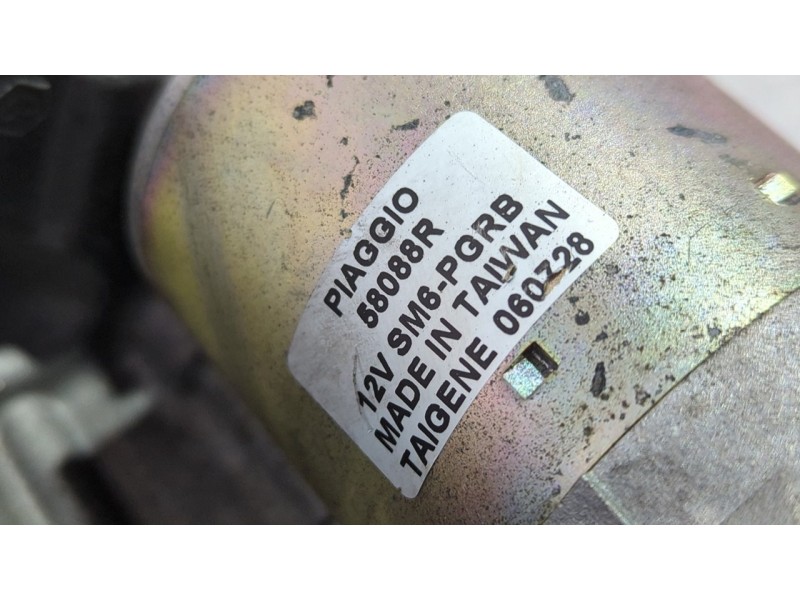 PIAGGIO
58088R
12V SM6-PGRB
MADE IN TAIWAN
TAIGENE 060728